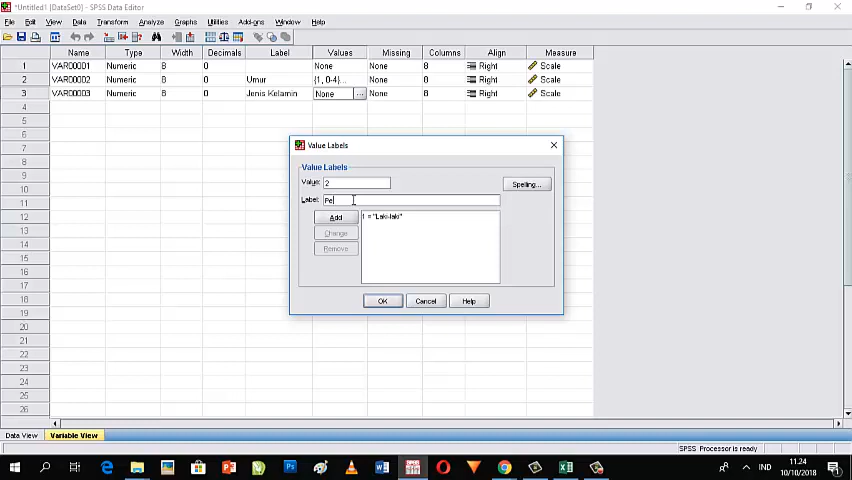 *Untitled1 [DataSet0] - SPSS Data Editor
File Edit View Data Transform Analyze Graphs Utilities Add-ons Window Help
Name Type Width Decimals Label Values Missing Columns Align Measure
1 VAR00001 Numeric 8 0 None None 8 Right Scale
2 VAR00002 Numeric 8 0 Umur {1, 0-4}... None 8 Right Scale
3 VAR00003 Numeric 8 0 Jenis Kelamin None ... None 8 Right Scale
4
5
6
7
8
9
10
11
12
13
14
15
16
17
18
19
20
21
22
23
24
25
26
Value Labels
Value Labels
Value: 2
Spelling...
Label: Pe
Add
1 = "Laki-laki"
Change
Remove
OK Cancel Help
Data View Variable View
SPSS Processor is ready
IND
11.24
10/10/2018